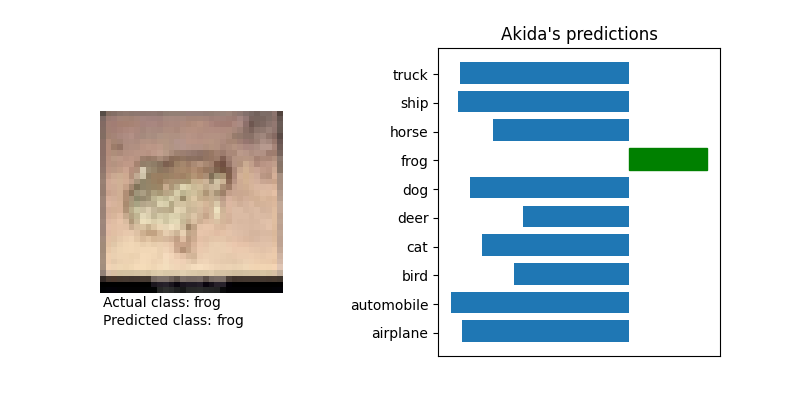 Akida's predictions
truck
ship
horse
frog
dog
deer
cat
bird
automobile
airplane
Actual class: frog
Predicted class: frog